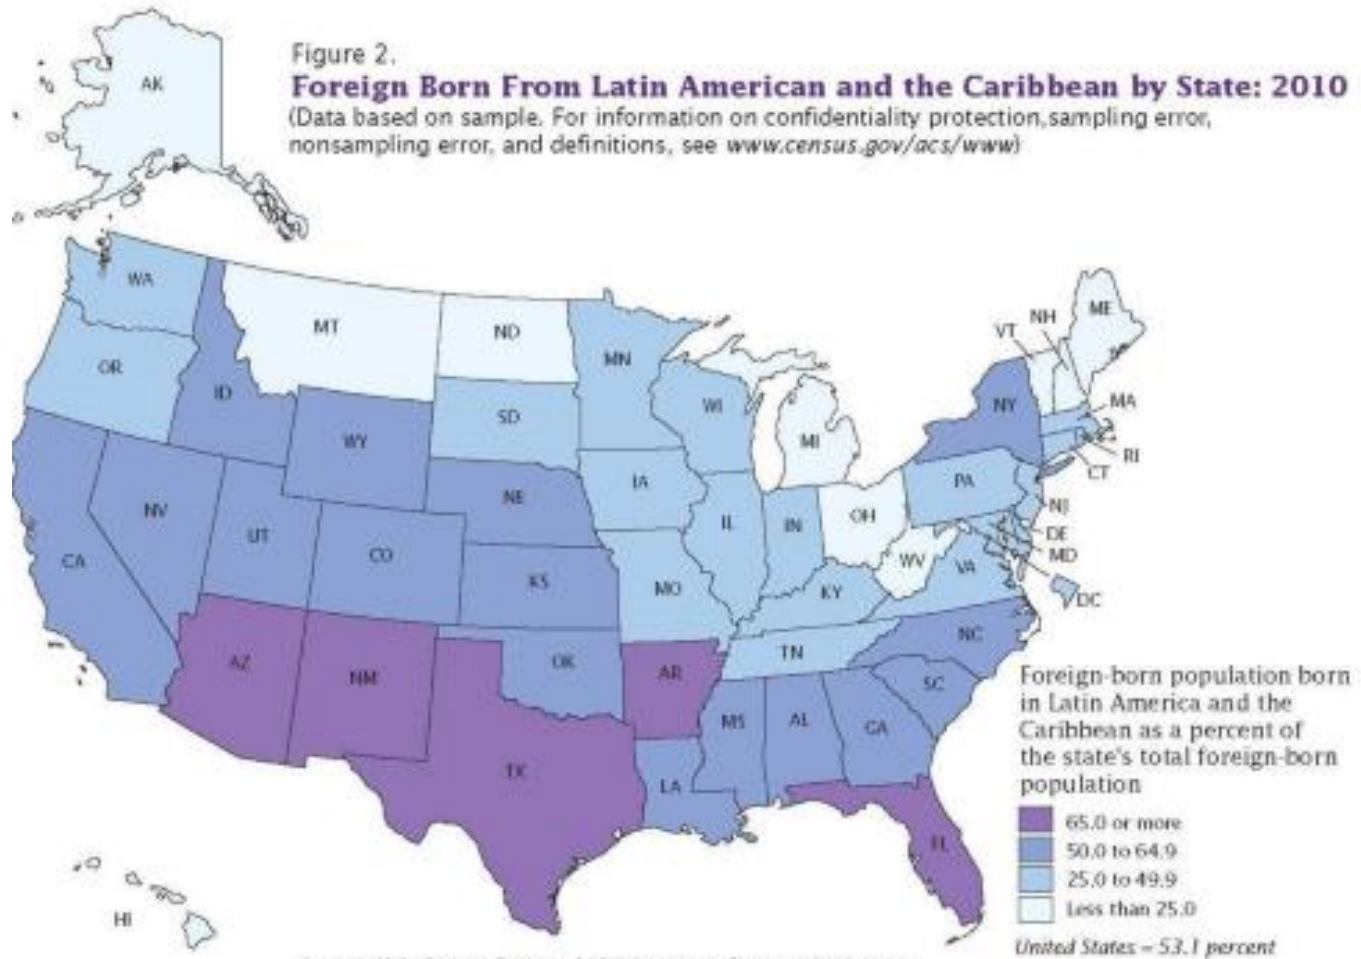 AK
Figure 2.
Foreign Born From Latin American and the Caribbean by State: 2010
(Data based on sample. For information on confidentiality protection, sampling error,
nonsampling error, and definitions, see www.census.gov/acs/www)
WA
MT
ND
MN
OR
ID
SD
WI
MI
VT
NH
ME
NY
MA
RI
CT
WY
IA
PA
NJ
NE
NV
UT
CO
IL
IN
OH
DE
MD
CA
KS
MO
WV
VA
KY
DC
AZ
NM
OK
AR
TN
NC
SC
MS
AL
GA
TX
LA
FL
HI
Foreign-born population born
in Latin America and the
Caribbean as a percent of
the state's total foreign-born
population
65.0 or more
50.0 to 64.9
25.0 to 49.9
Less than 25.0
United States = 53.1 percent